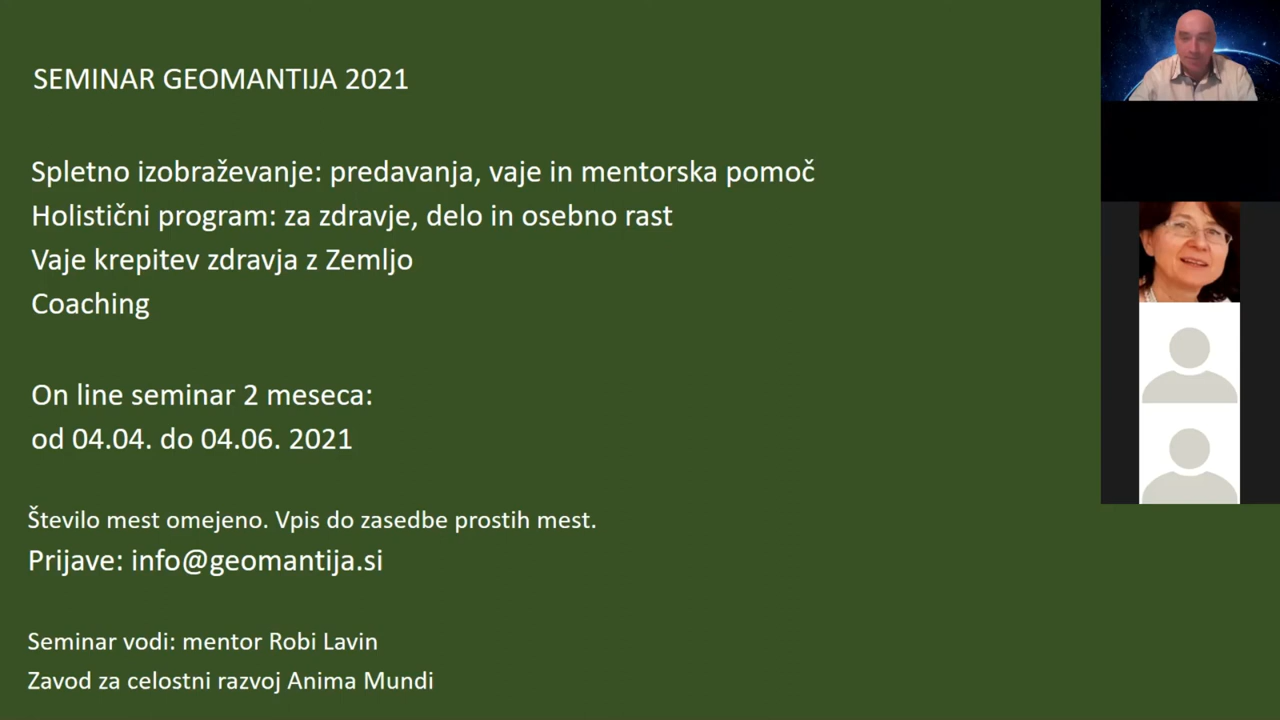 SEMINAR GEOMANTIJA 2021
Spletno izobraževanje: predavanja, vaje in mentorska pomoč
Holistični program: za zdravje, delo in osebno rast
Vaje krepitev zdravja z Zemljo
Coaching
On line seminar 2 meseca:
od 04.04. do 04.06. 2021
Število mest omejeno. Vpis do zasedbe prostih mest.
Prijave: info@geomantija.si
Seminar vodi: mentor Robi Lavin
Zavod za celostni razvoj Anima Mundi